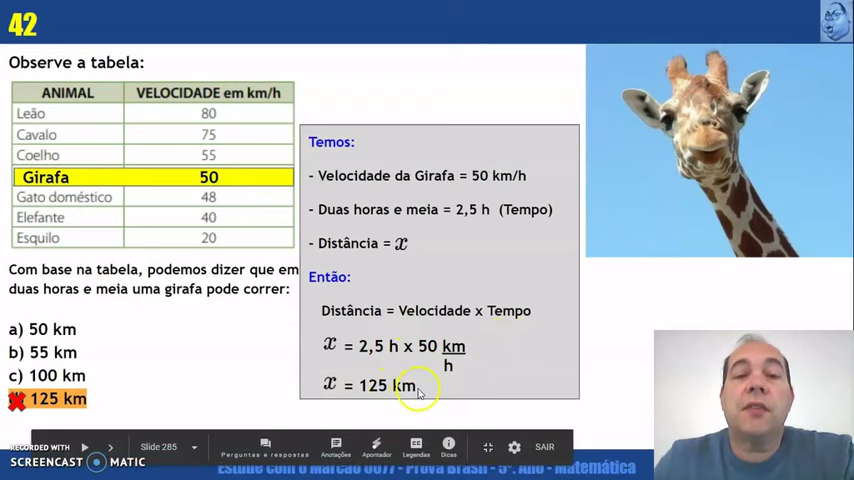 42
Observe a tabela:
ANIMAL VELOCIDADE em km/h
Leão 80
Cavalo 75
Coelho 55
Girafa 50
Gato doméstico 48
Elefante 40
Esquilo 20
Com base na tabela, podemos dizer que em
duas horas e meia uma girafa pode correr:
a) 50 km
b) 55 km
c) 100 km
125 km
Temos:
- Velocidade da Girafa = 50 km/h
- Duas horas e meia = 2,5 h (Tempo)
- Distância = x
Então:
Distância = Velocidade x Tempo
x = 2,5 h x 50 km
h
x = 125 km
RECORDED WITH
SCREENCAST MATIC
Slide 285
Perguntas e respostas
Anotações
Apontador
Legendas
Dicas
SAIR
Estude com o Marcão 0077 - Prova Brasil - 5º. Ano - Matemática